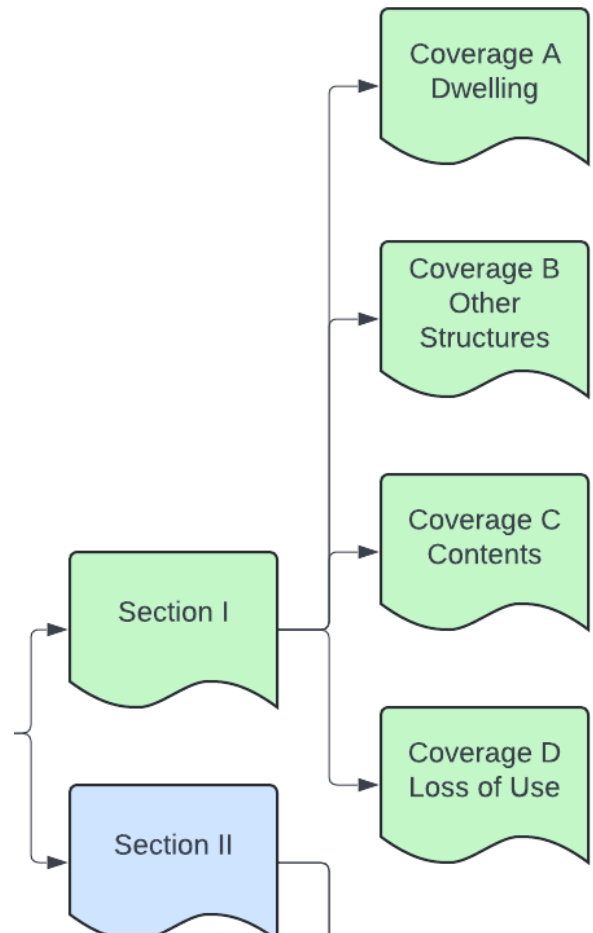 Coverage A
Dwelling
Coverage B
Other
Structures
Coverage C
Contents
Section I
Coverage D
Loss of Use
Section II